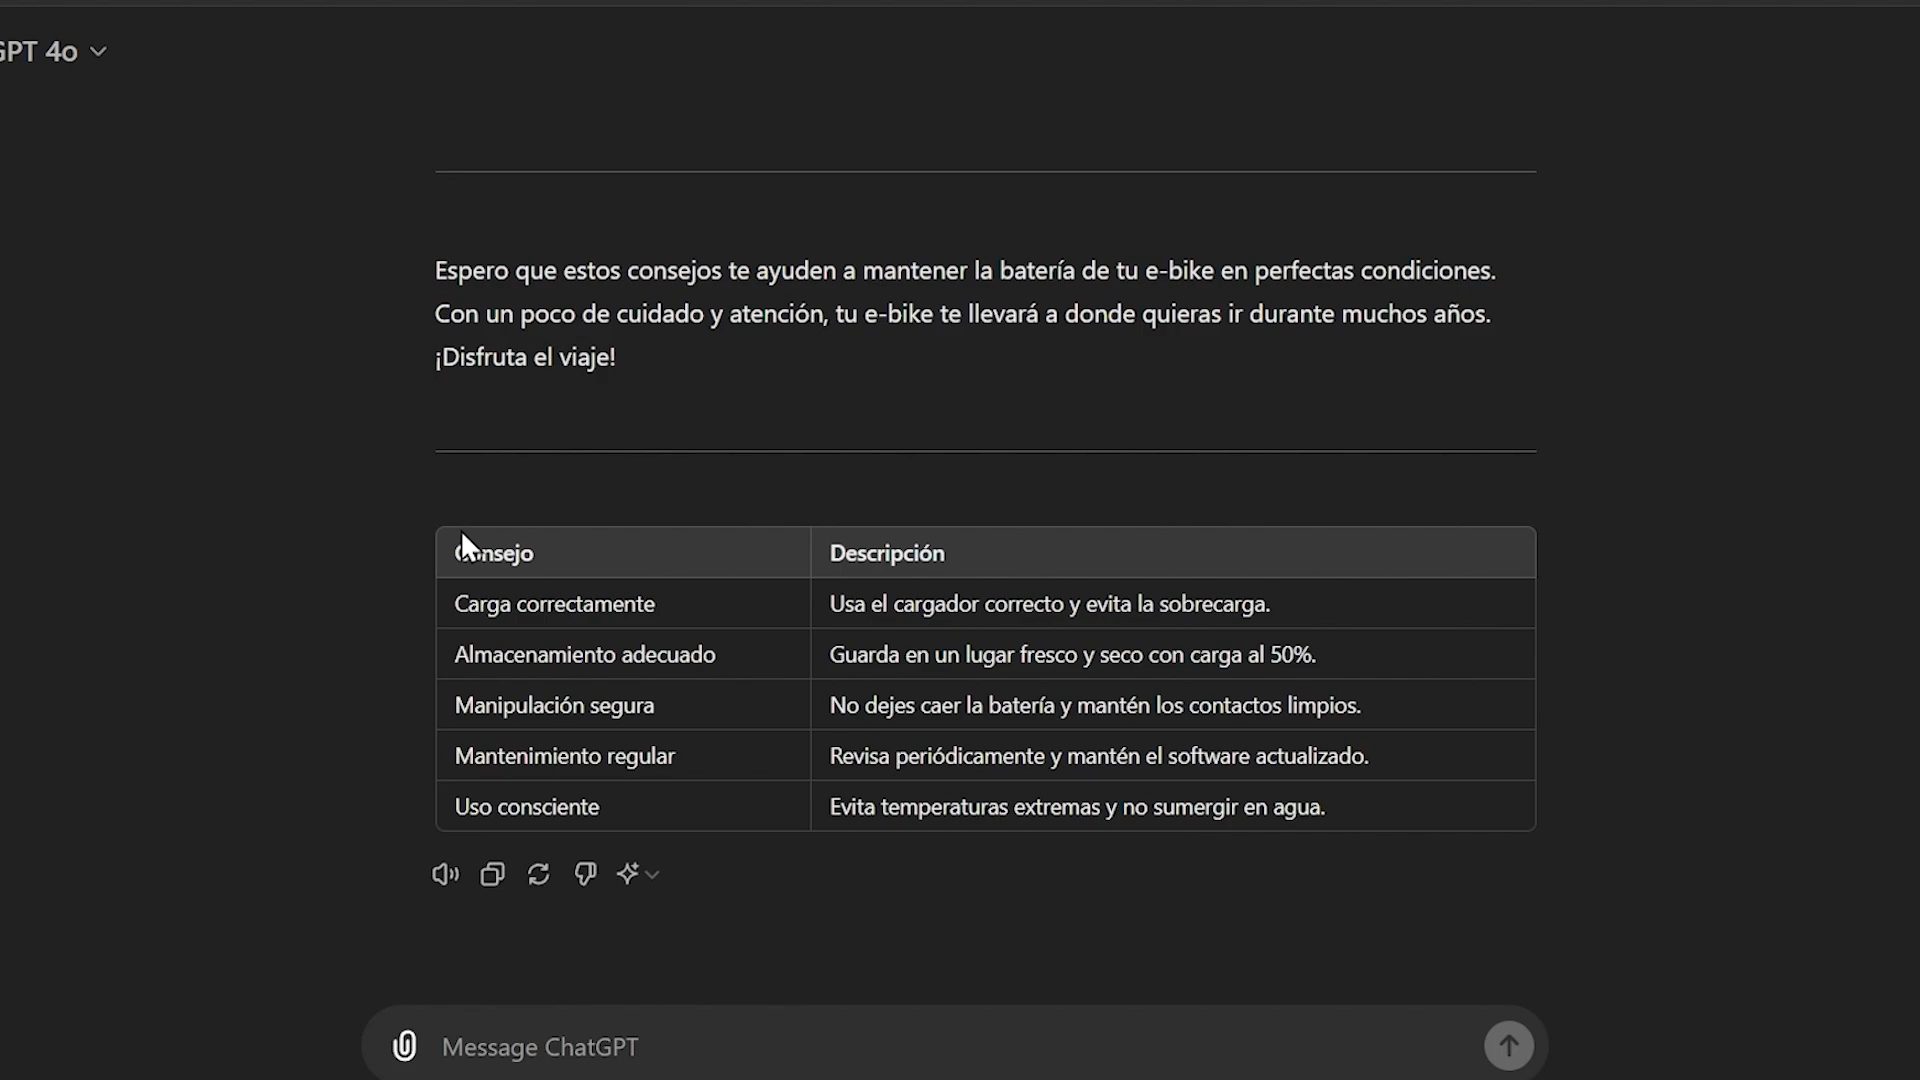 GPT 4o
Espero que estos consejos te ayuden a mantener la batería de tu e-bike en perfectas condiciones.
Con un poco de cuidado y atención, tu e-bike te llevará a donde quieras ir durante muchos años.
¡Disfruta el viaje!
Consejo Descripción
Carga correctamente Usa el cargador correcto y evita la sobrecarga.
Almacenamiento adecuado Guarda en un lugar fresco y seco con carga al 50%.
Manipulación segura No dejes caer la batería y mantén los contactos limpios.
Mantenimiento regular Revisa periódicamente y mantén el software actualizado.
Uso consciente Evita temperaturas extremas y no sumergir en agua.
Message ChatGPT